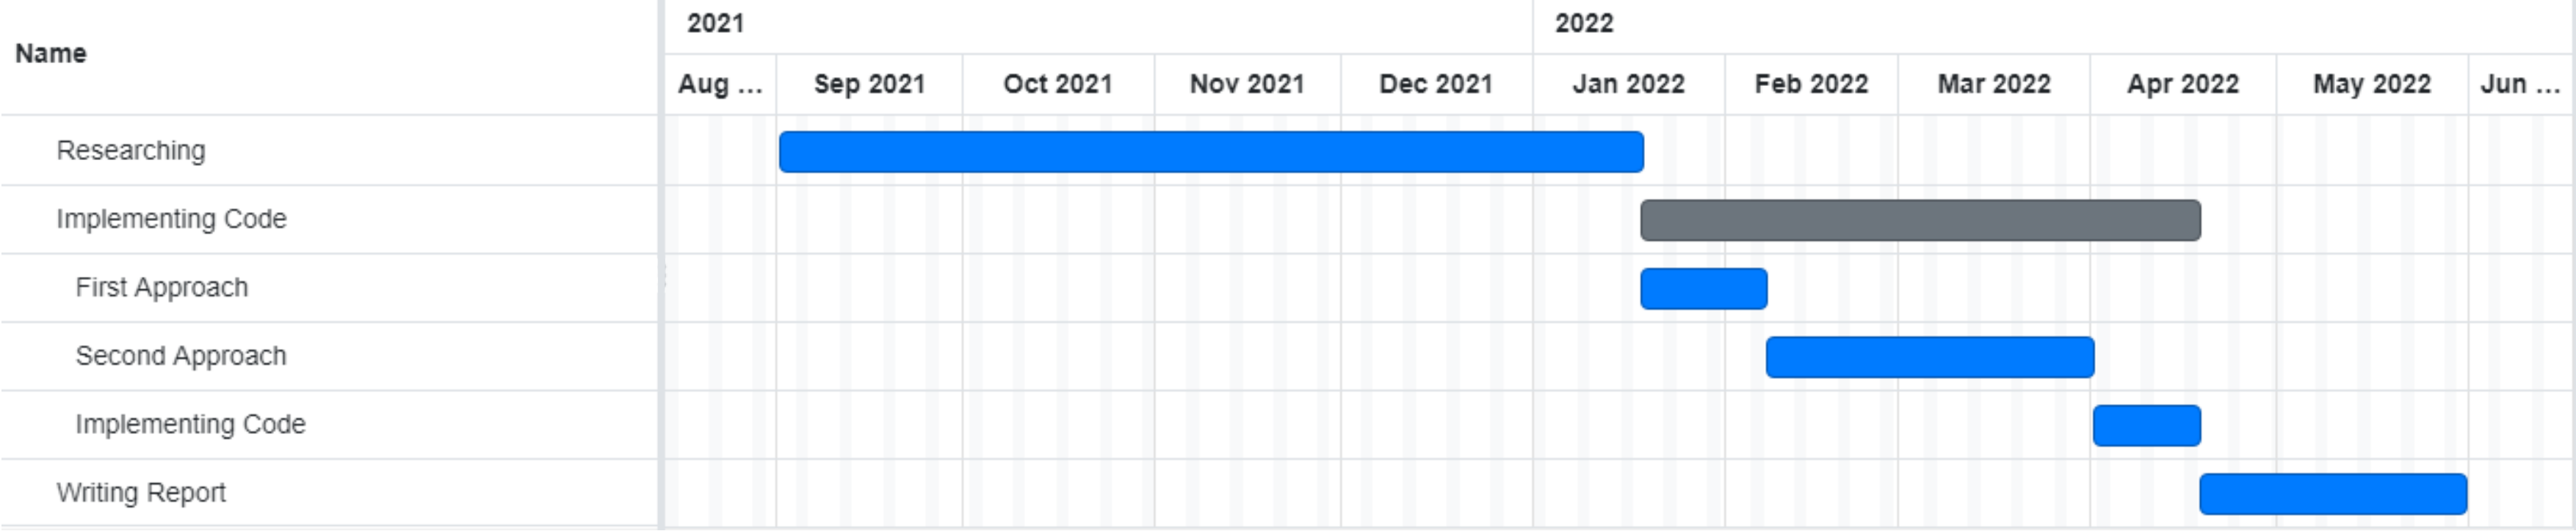 Name
2021
2022
Aug ...
Sep 2021
Oct 2021
Nov 2021
Dec 2021
Jan 2022
Feb 2022
Mar 2022
Apr 2022
May 2022
Jun ...
Researching
Implementing Code
First Approach
Second Approach
Implementing Code
Writing Report